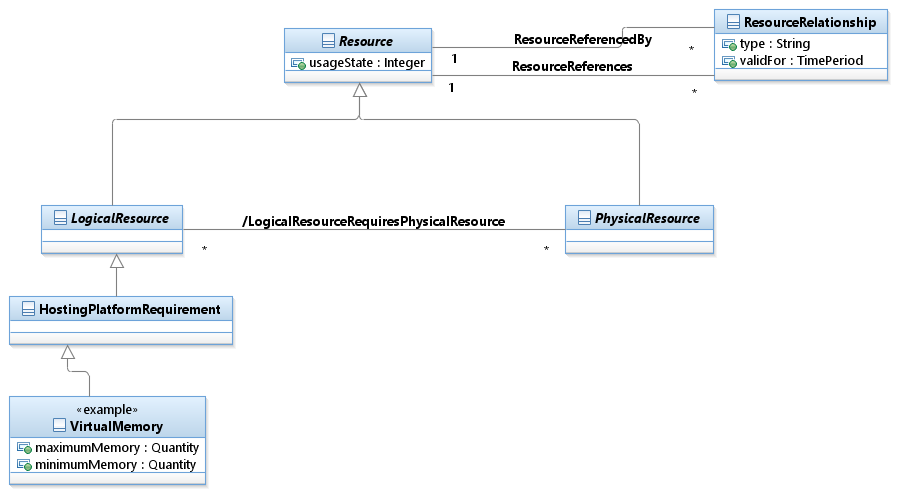 Resource
usageState : Integer
ResourceReferencedBy
1
*
ResourceReferences
1
*
ResourceRelationship
type : String
validFor : TimePeriod
LogicalResource
/LogicalResourceRequiresPhysicalResource
*
*
PhysicalResource
HostingPlatformRequirement
«example»
VirtualMemory
maximumMemory : Quantity
minimumMemory : Quantity